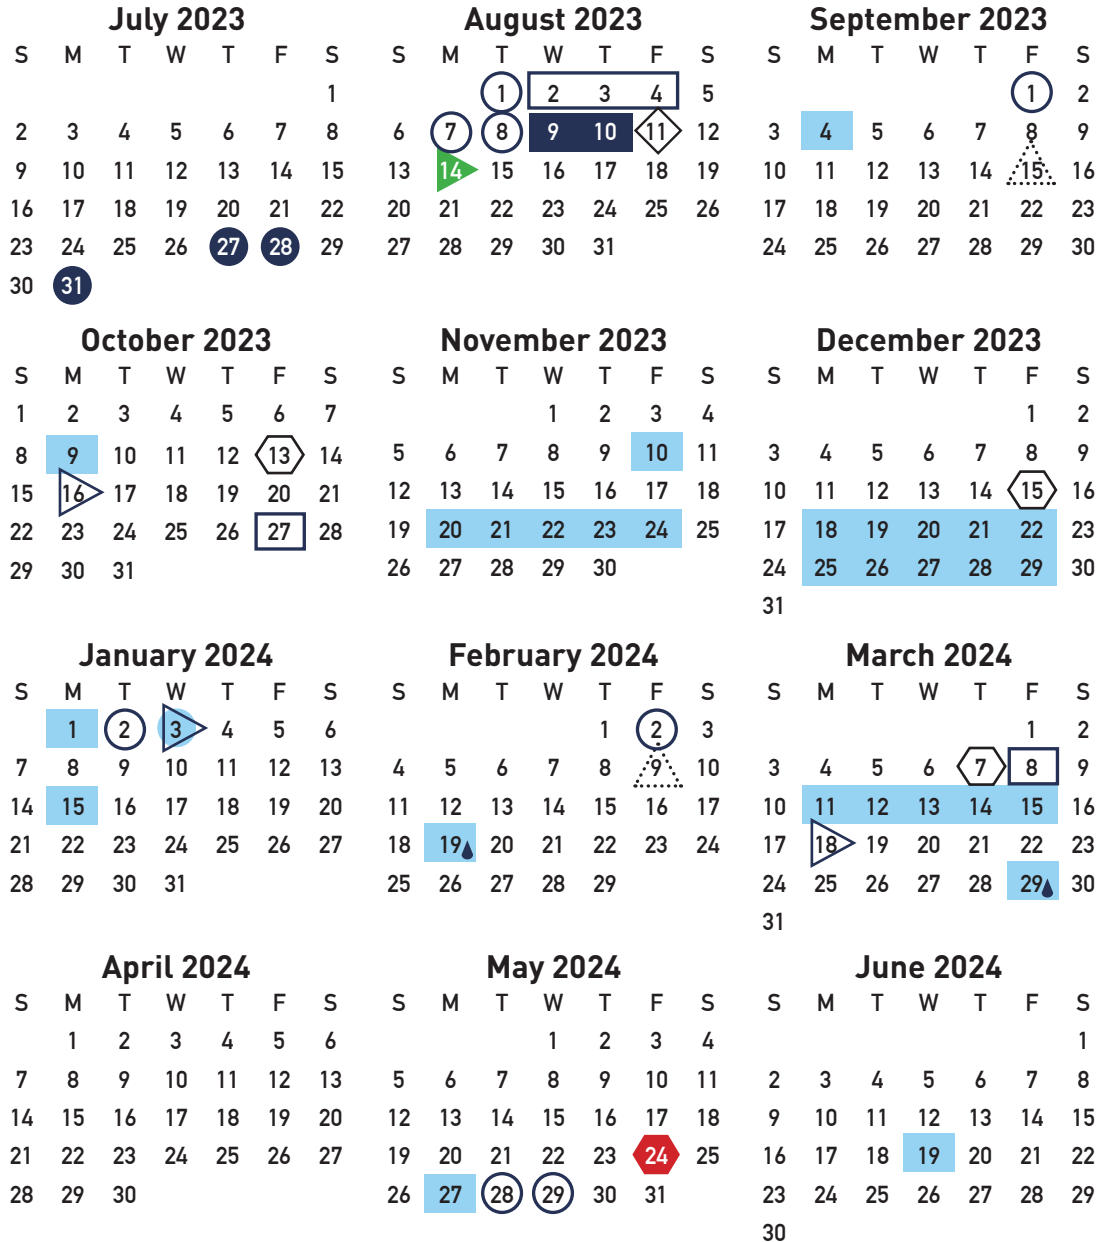 July 2023
S M T W T F S
1
2 3 4 5 6 7 8
9 10 11 12 13 14 15
16 17 18 19 20 21 22
23 24 25 26 27 28 29
30 31
August 2023
S M T W T F S
1 2 3 4 5
6 7 8 9 10 11 12
13 14 15 16 17 18 19
20 21 22 23 24 25 26
27 28 29 30 31
September 2023
S M T W T F S
1 2
3 4 5 6 7 8 9
10 11 12 13 14 15 16
17 18 19 20 21 22 23
24 25 26 27 28 29 30
October 2023
S M T W T F S
1 2 3 4 5 6 7
8 9 10 11 12 13 14
15 16 17 18 19 20 21
22 23 24 25 26 27 28
29 30 31
November 2023
S M T W T F S
1 2 3 4
5 6 7 8 9 10 11
12 13 14 15 16 17 18
19 20 21 22 23 24 25
26 27 28 29 30
December 2023
S M T W T F S
1 2
3 4 5 6 7 8 9
10 11 12 13 14 15 16
17 18 19 20 21 22 23
24 25 26 27 28 29 30
31
January 2024
S M T W T F S
1 2 3 4 5 6
7 8 9 10 11 12 13
14 15 16 17 18 19 20
21 22 23 24 25 26 27
28 29 30 31
February 2024
S M T W T F S
1 2 3
4 5 6 7 8 9 10
11 12 13 14 15 16 17
18 19 20 21 22 23 24
25 26 27 28 29
March 2024
S M T W T F S
1 2
3 4 5 6 7 8 9
10 11 12 13 14 15 16
17 18 19 20 21 22 23
24 25 26 27 28 29 30
31
April 2024
S M T W T F S
1 2 3 4 5 6
7 8 9 10 11 12 13
14 15 16 17 18 19 20
21 22 23 24 25 26 27
28 29 30
May 2024
S M T W T F S
1 2 3 4
5 6 7 8 9 10 11
12 13 14 15 16 17 18
19 20 21 22 23 24 25
26 27 28 29 30 31
June 2024
S M T W T F S
1
2 3 4 5 6 7 8
9 10 11 12 13 14 15
16 17 18 19 20 21 22
23 24 25 26 27 28 29
30